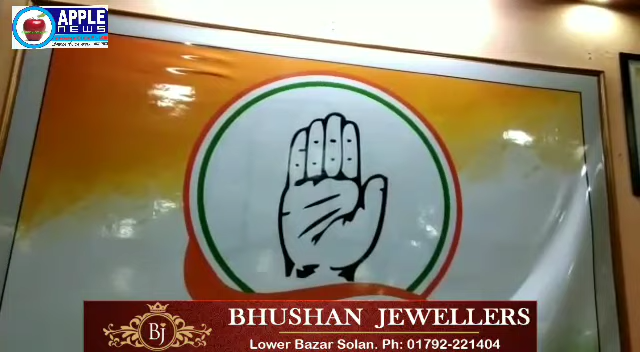 APPLE
NEWS
BJ
BHUSHAN JEWELLERS
Lower Bazar Solan. Ph: 01792-221404